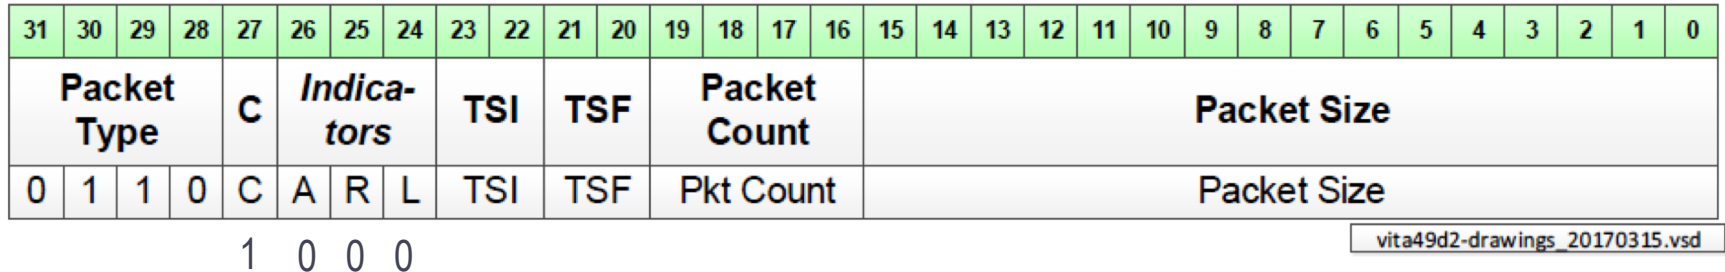 31 30 29 28 27 26 25 24 23 22 21 20 19 18 17 16 15 14 13 12 11 10 9 8 7 6 5 4 3 2 1 0
Packet Type C Indica-tors TSI TSF Packet Count Packet Size
0 1 1 0 C A R L TSI TSF Pkt Count Packet Size
1 0 0 0
vita49d2-drawings_20170315.vsd